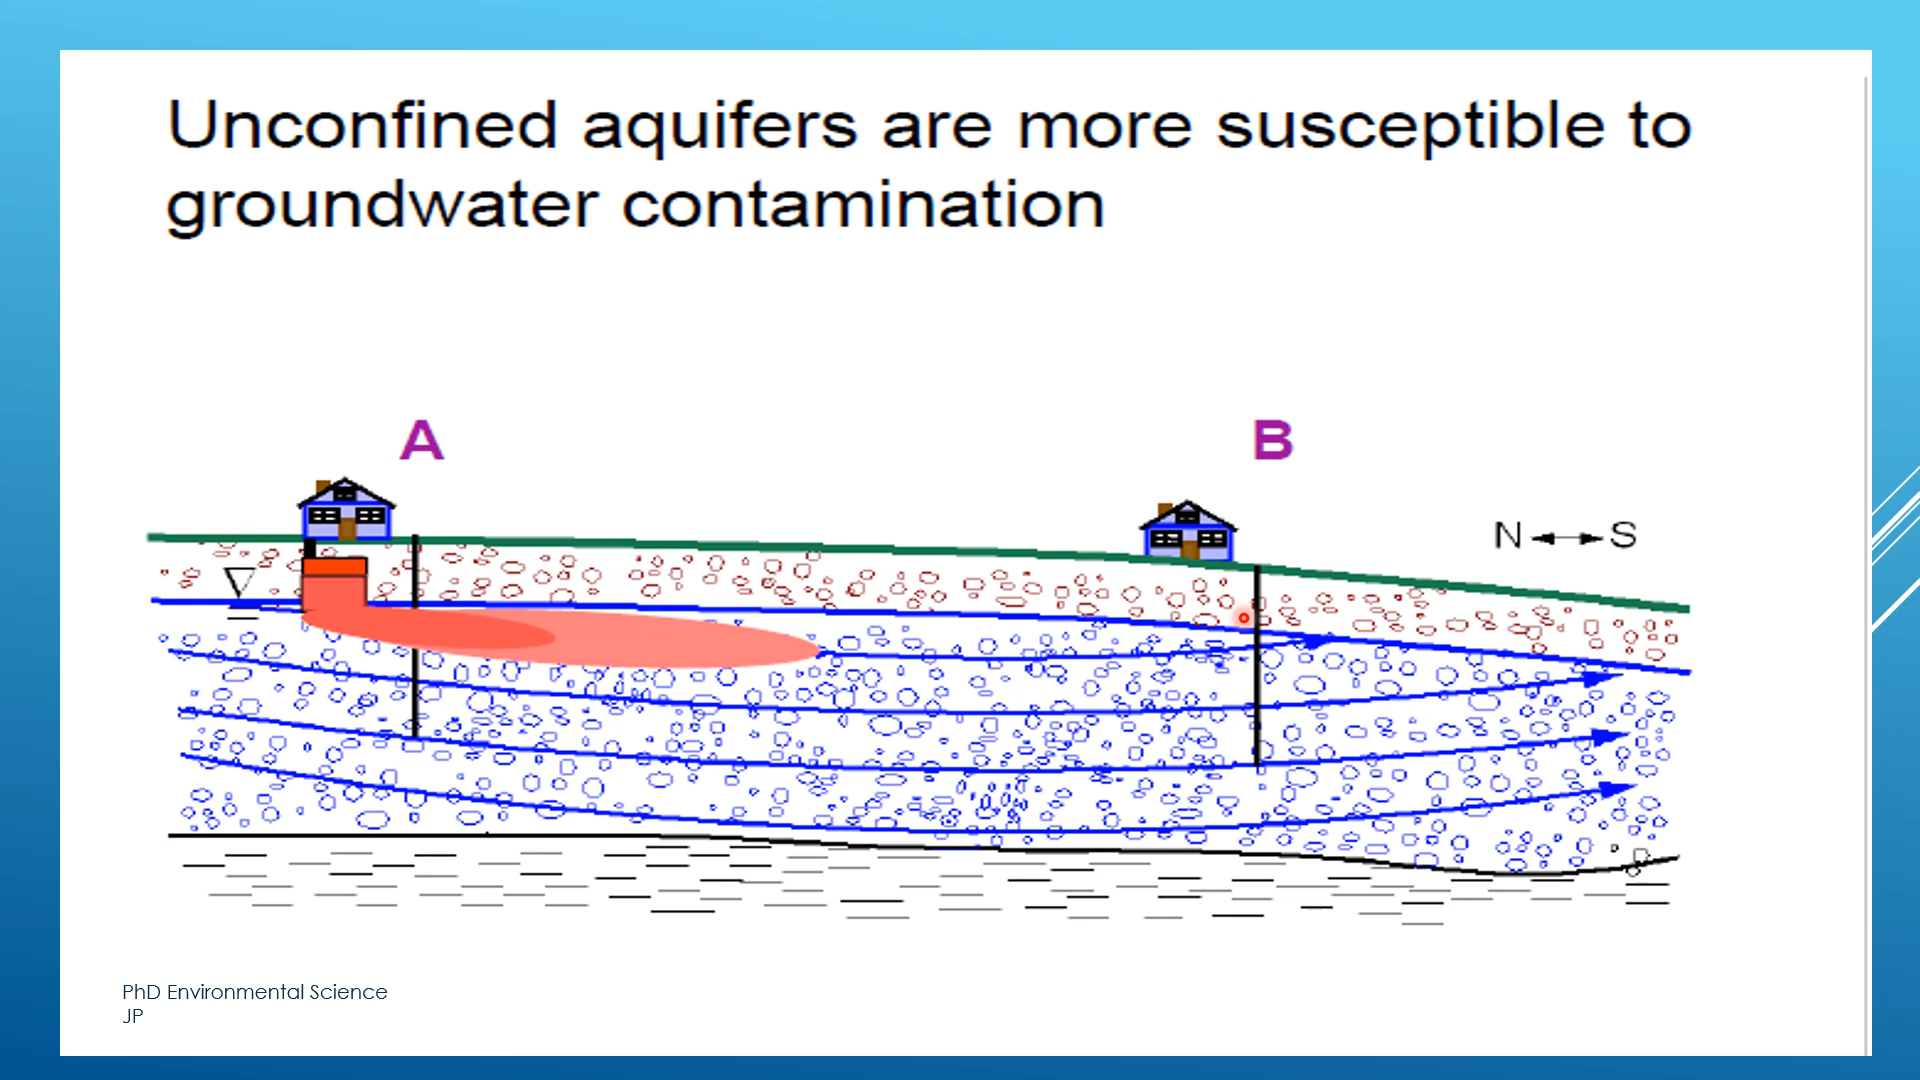 Unconfined aquifers are more susceptible to
groundwater contamination
A
B
N S
PhD Environmental Science
JP